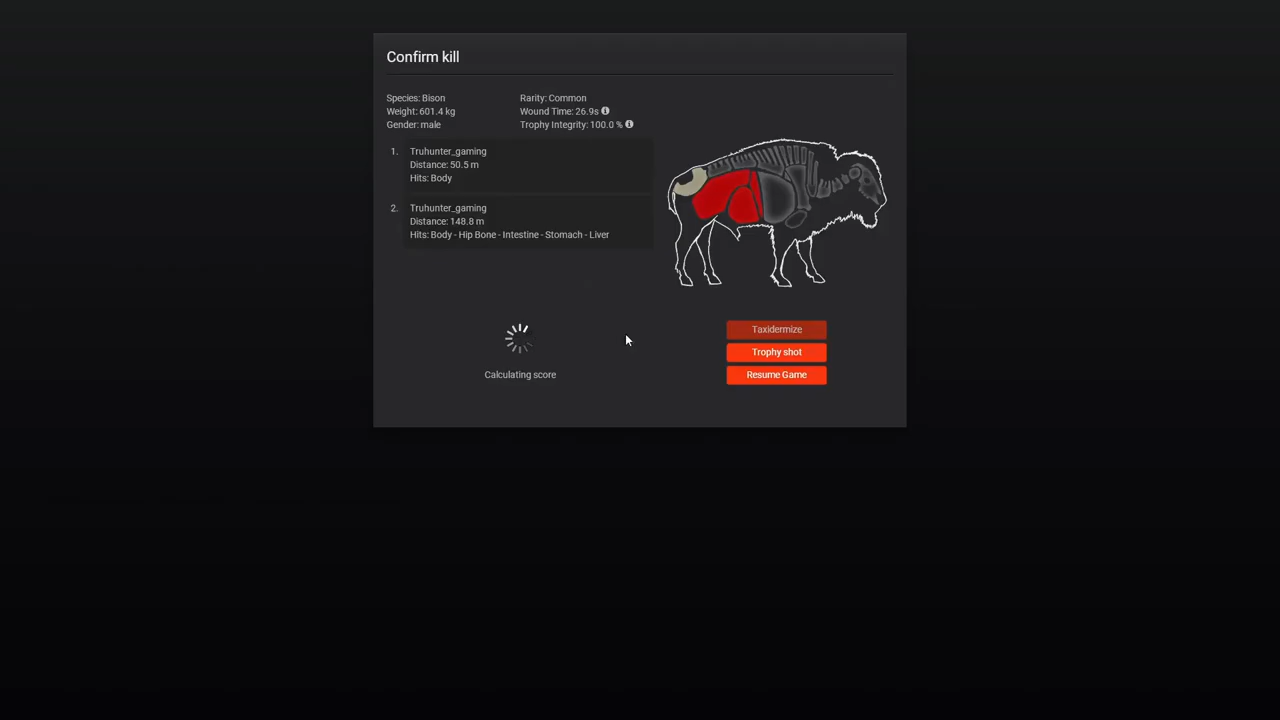 Confirm kill
Species: Bison
Weight: 601.4 kg
Gender: male
Rarity: Common
Wound Time: 26.9s
Trophy Integrity: 100.0 %
1. Truhunter_gaming
Distance: 50.5 m
Hits: Body
2. Truhunter_gaming
Distance: 148.8 m
Hits: Body - Hip Bone - Intestine - Stomach - Liver
Calculating score
Taxidermize
Trophy shot
Resume Game